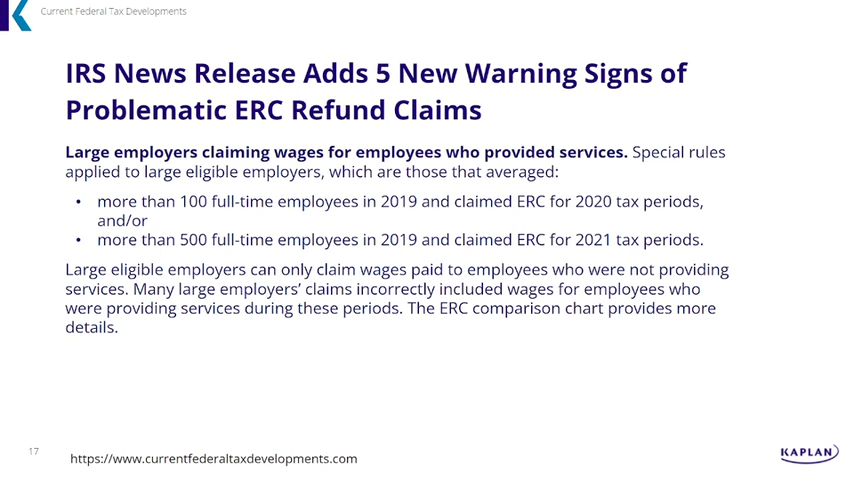 Current Federal Tax Developments
IRS News Release Adds 5 New Warning Signs of
Problematic ERC Refund Claims
Large employers claiming wages for employees who provided services. Special rules
applied to large eligible employers, which are those that averaged:
• more than 100 full-time employees in 2019 and claimed ERC for 2020 tax periods,
and/or
• more than 500 full-time employees in 2019 and claimed ERC for 2021 tax periods.
Large eligible employers can only claim wages paid to employees who were not providing
services. Many large employers’ claims incorrectly included wages for employees who
were providing services during these periods. The ERC comparison chart provides more
details.
17
https://www.currentfederaltaxdevelopments.com
KAPLAN